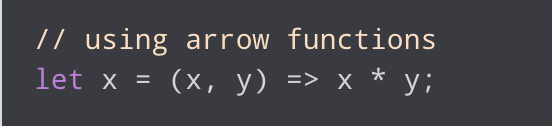 // using arrow functions
let x = (x, y) => x * y;